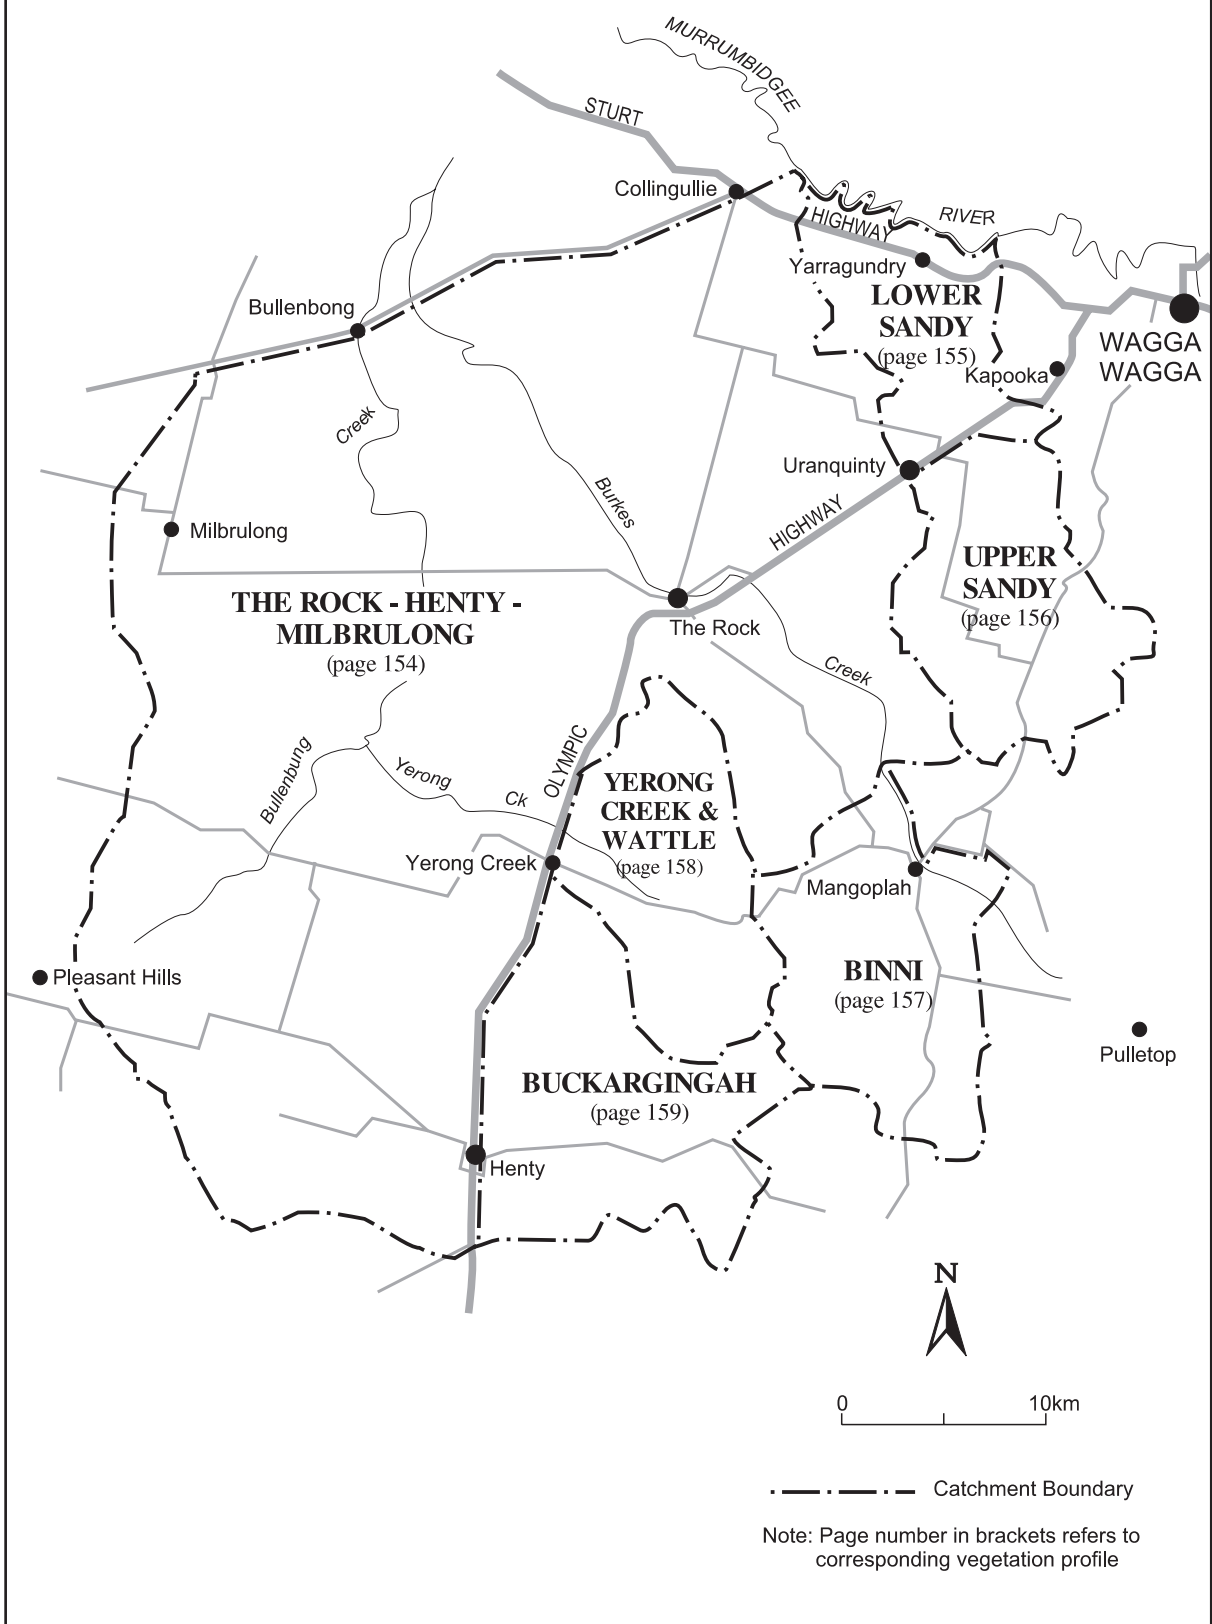 MURRUMBIDGEE
STURT
Collingullie
HIGHWAY
RIVER
Yarragundry
LOWER
SANDY
(page 155)
Bullenbong
WAGGA
WAGGA
Kapooka
Creek
Uranquinty
Burkes
HIGHWAY
Milbrulong
UPPER
SANDY
(page 156)
THE ROCK - HENTY -
MILBRULONG
(page 154)
The Rock
Creek
OLYMPIC
Bullenbung
Yerong
Ck
YERONG
CREEK &
WATTLE
(page 158)
Yerong Creek
Mangoplah
Pleasant Hills
BINNI
(page 157)
Pulletop
BUCKARGINGAH
(page 159)
Henty
N
0 10km
Catchment Boundary
Note: Page number in brackets refers to
corresponding vegetation profile